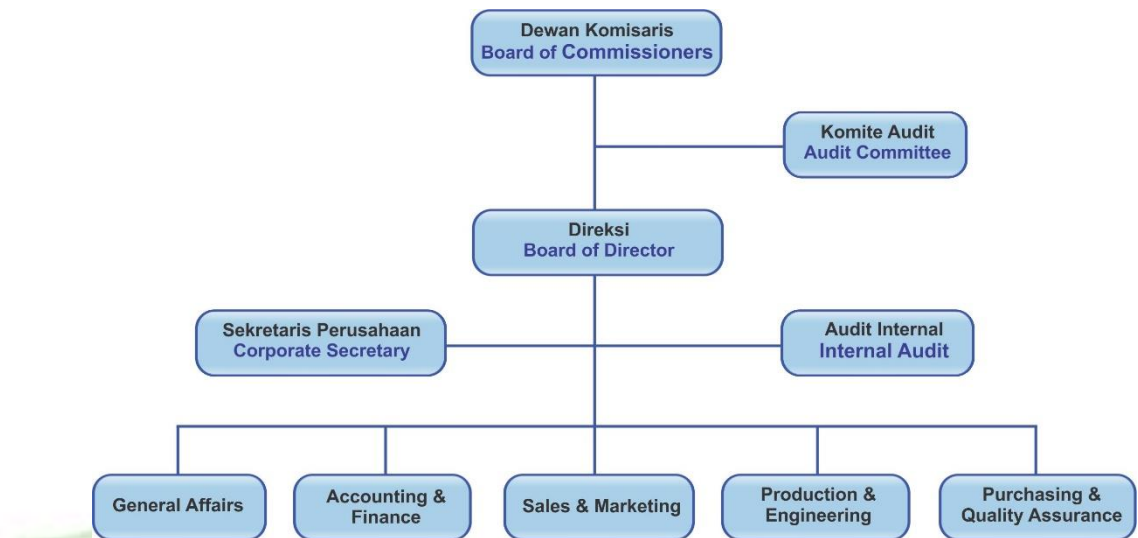 Dewan Komisaris
Board of Commissioners
Komite Audit
Audit Committee
Direksi
Board of Director
Sekretaris Perusahaan
Corporate Secretary
Audit Internal
Internal Audit
General Affairs
Accounting &
Finance
Sales & Marketing
Production &
Engineering
Purchasing &
Quality Assurance